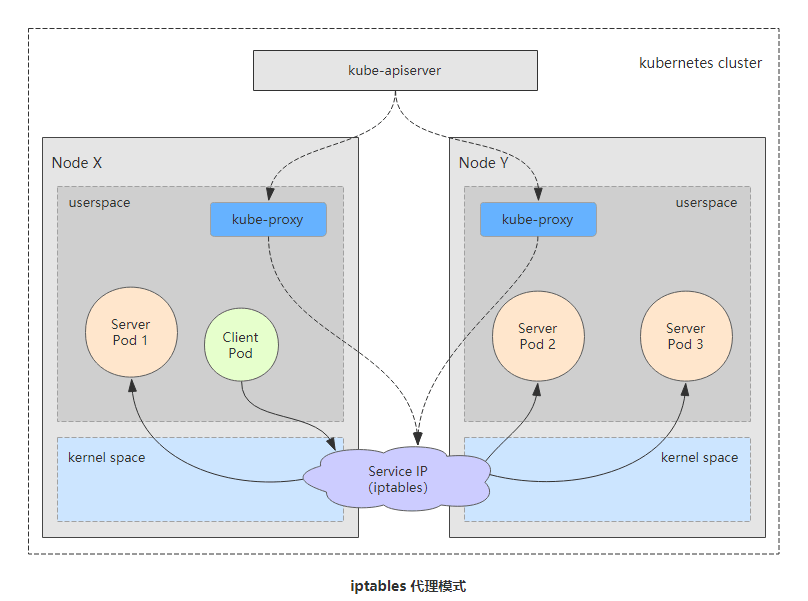 kube-apiserver
kubernetes cluster
Node X
Node Y
userspace
userspace
kube-proxy
kube-proxy
Server
Pod 1
Client
Pod
Server
Pod 2
Server
Pod 3
kernel space
Service IP
(iptables)
kernel space
iptables 代理模式